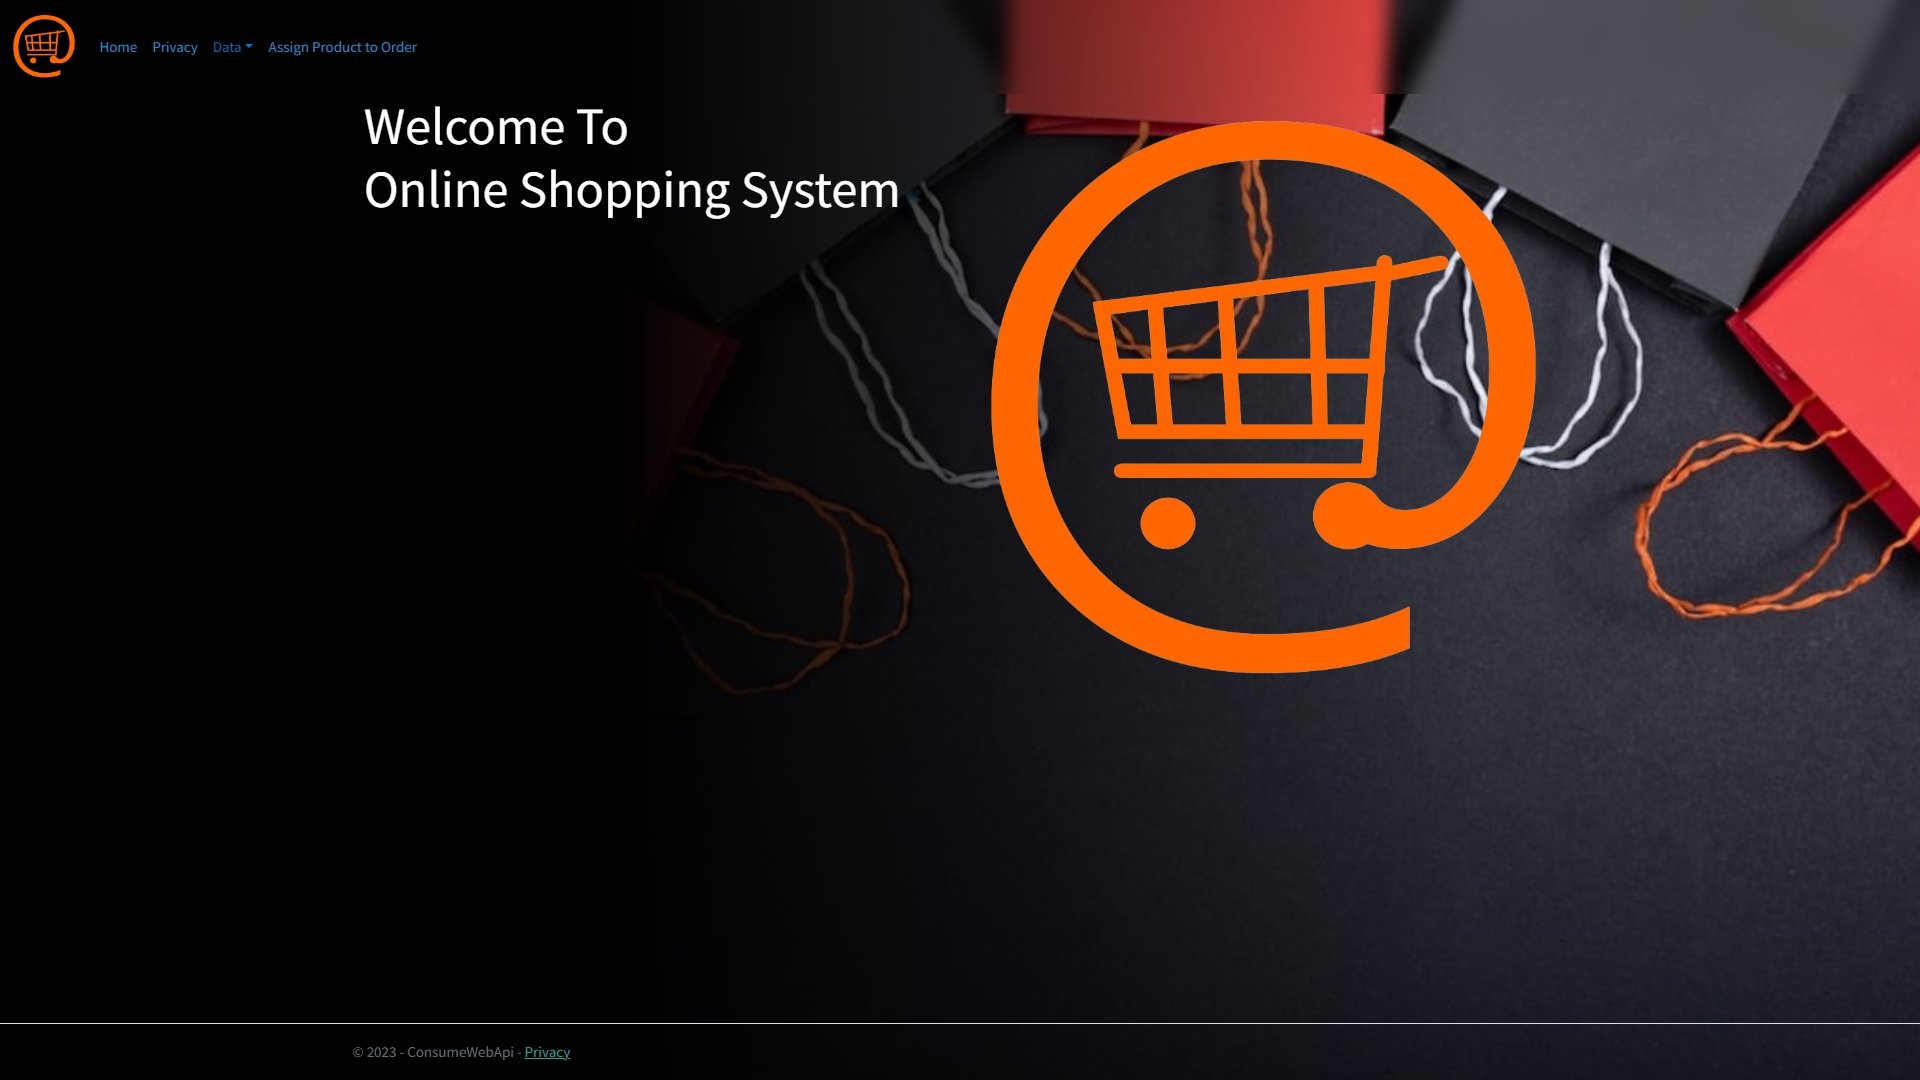 Home Privacy Data Assign Product to Order
Welcome To
Online Shopping System
© 2023 - ConsumeWebApi - Privacy